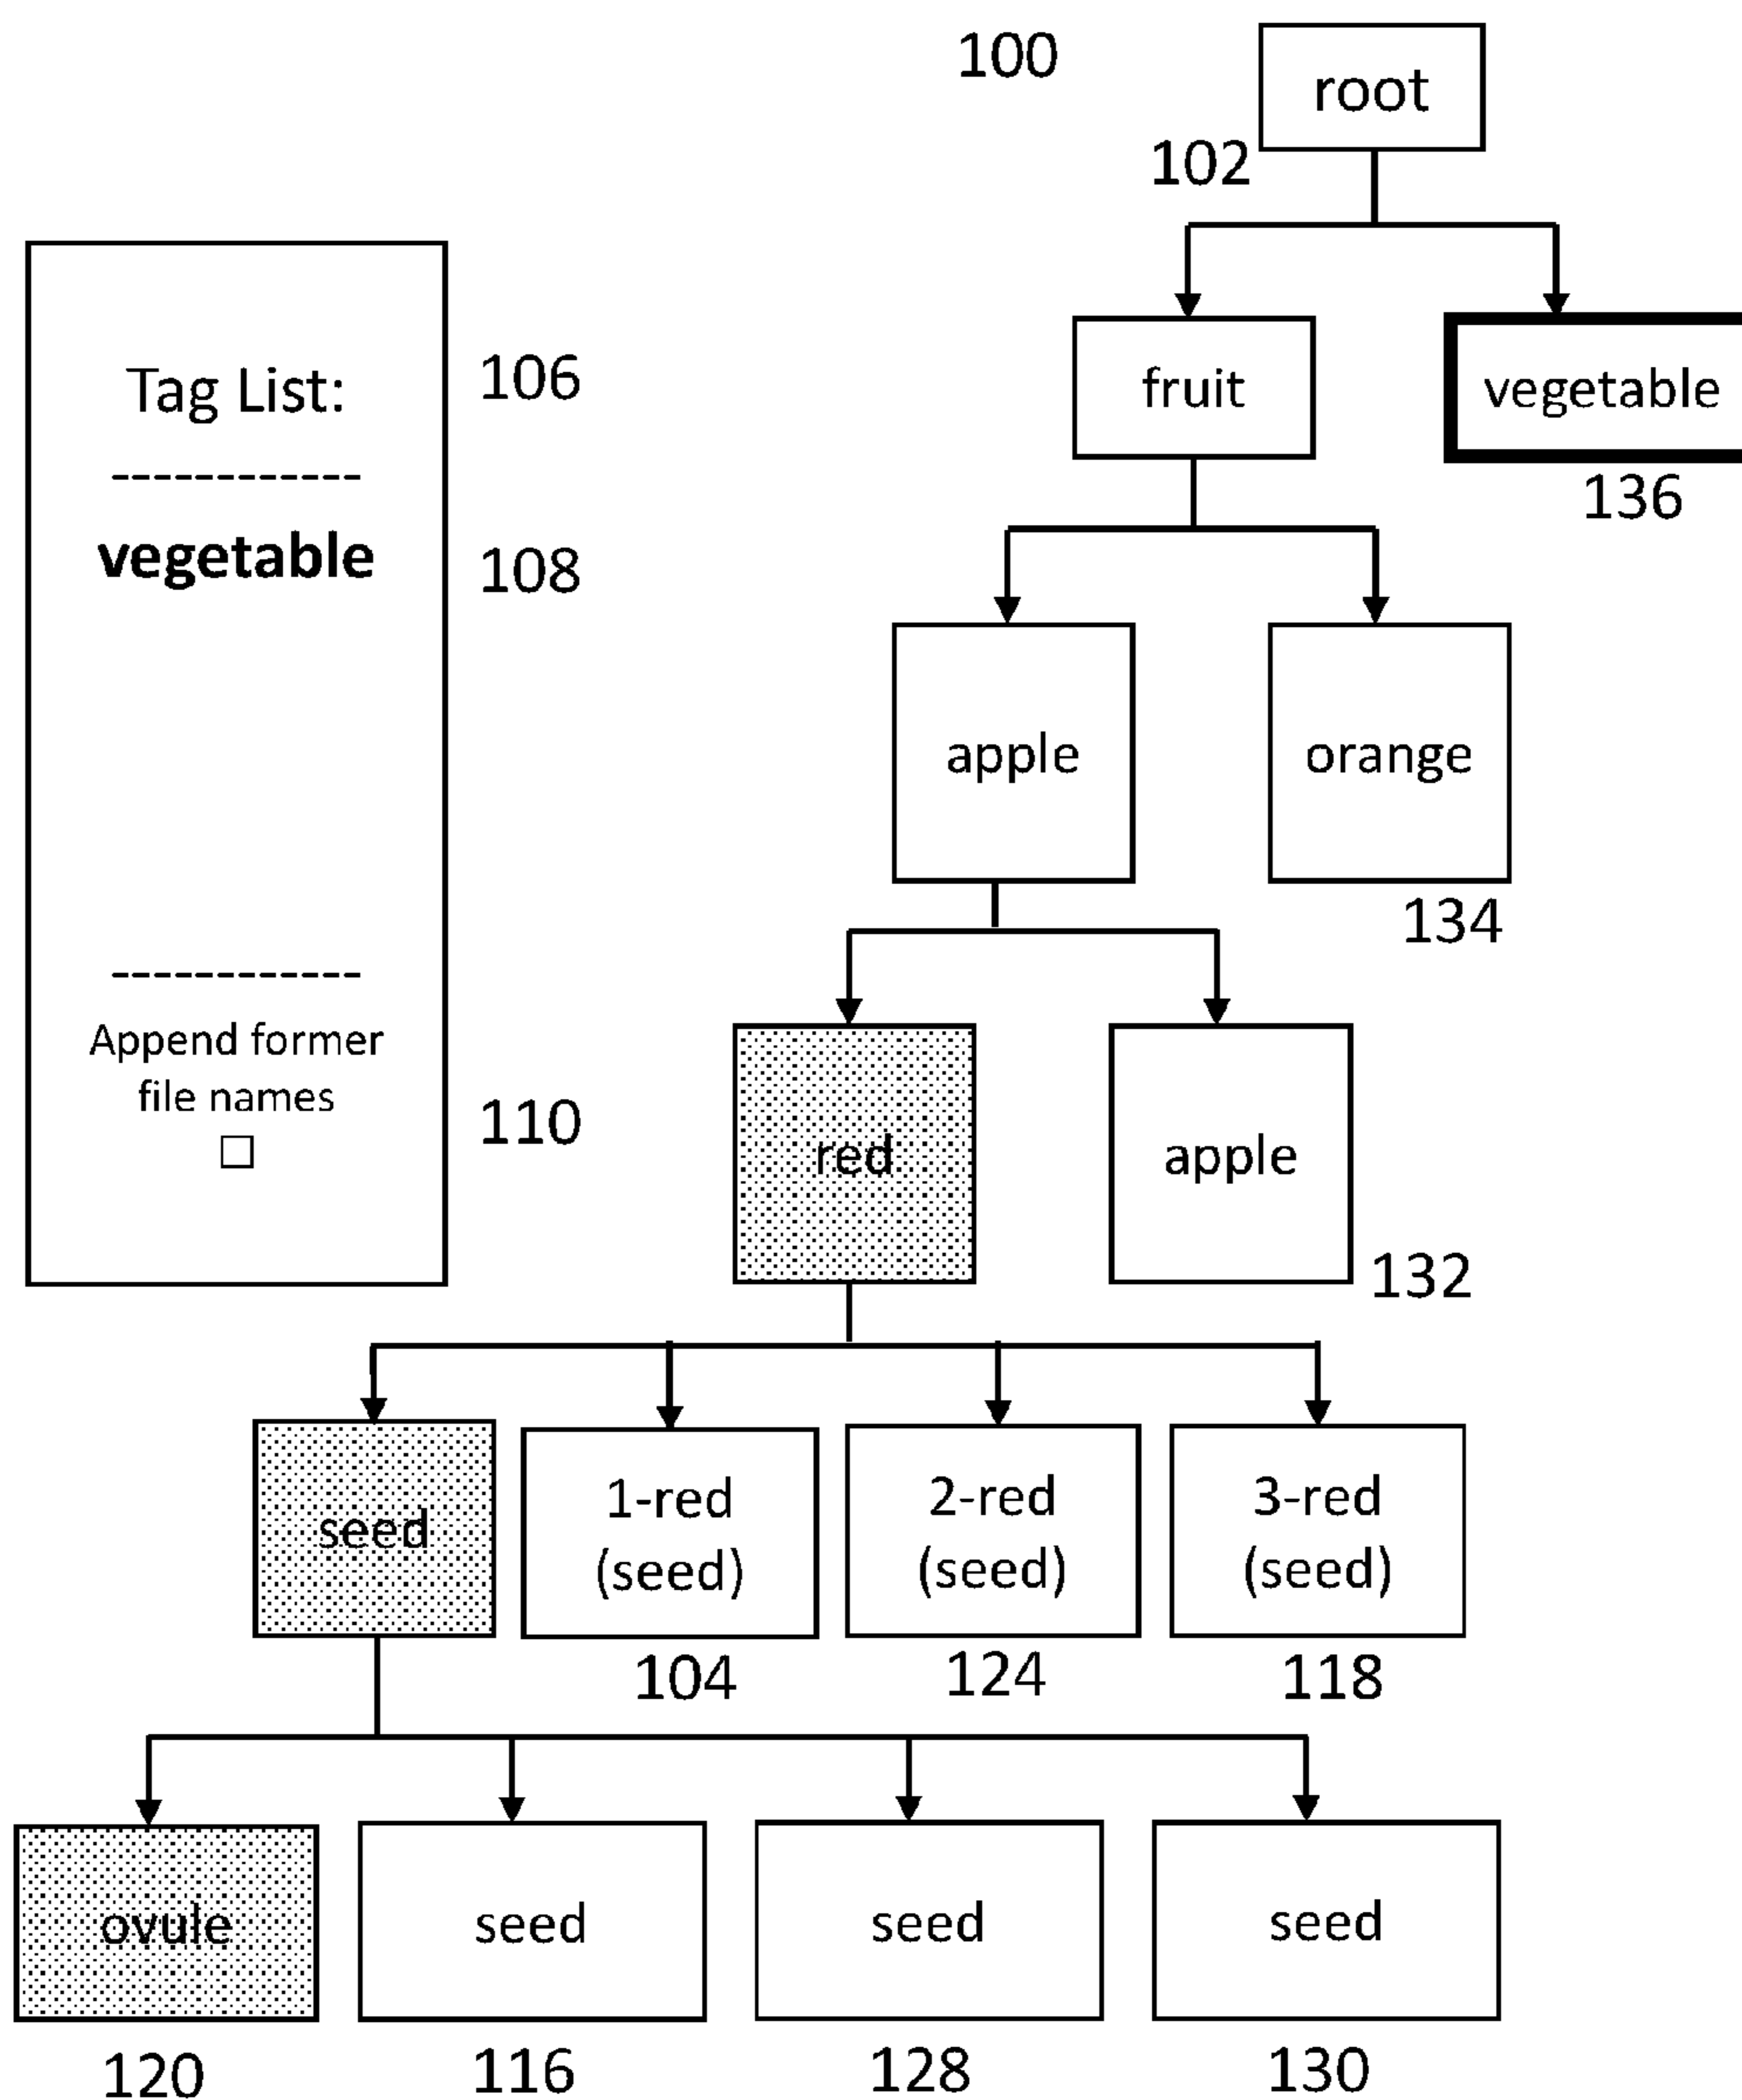 100
root
102
Tag List:
106
------------
vegetable
108
------------
Append former
file names
□
110
fruit
vegetable
136
apple
orange
134
red
apple
132
seed
1-red
(seed)
2-red
(seed)
3-red
(seed)
104
124
118
ovule
seed
seed
seed
120
116
128
130